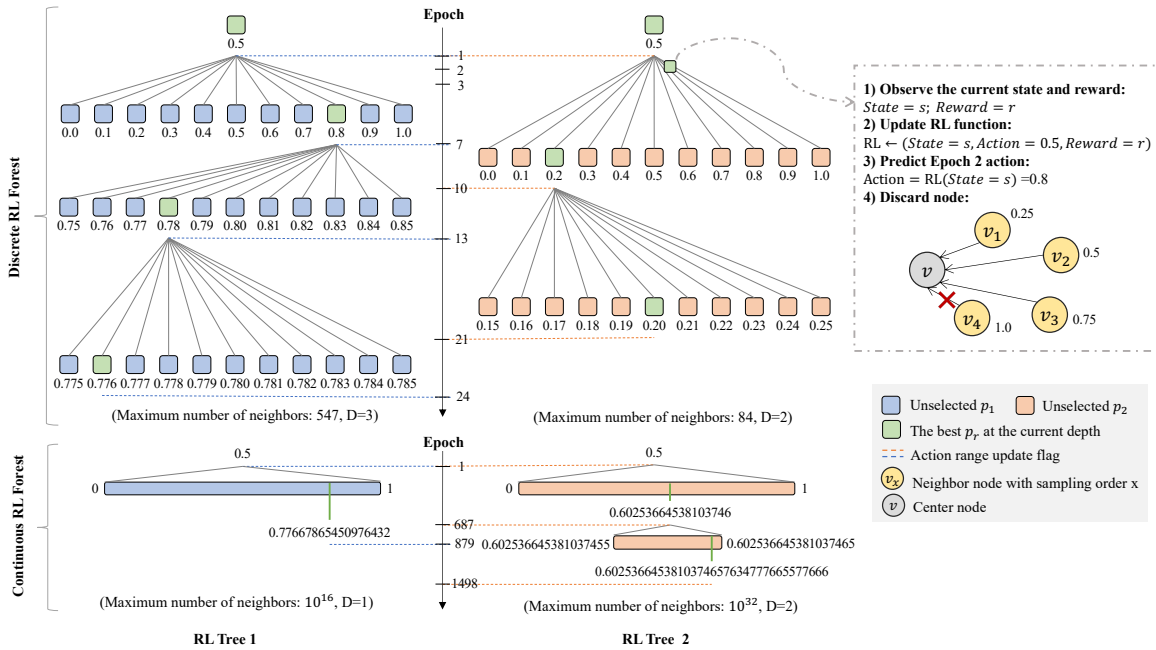 Epoch
0.5
0.5
1
2
3
0.0 0.1 0.2 0.3 0.4 0.5 0.6 0.7 0.8 0.9 1.0
7
0.0 0.1 0.2 0.3 0.4 0.5 0.6 0.7 0.8 0.9 1.0
10
0.75 0.76 0.77 0.78 0.79 0.80 0.81 0.82 0.83 0.84 0.85
13
0.15 0.16 0.17 0.18 0.19 0.20 0.21 0.22 0.23 0.24 0.25
21
0.775 0.776 0.777 0.778 0.779 0.780 0.781 0.782 0.783 0.784 0.785
24
(Maximum number of neighbors: 547, D=3)
(Maximum number of neighbors: 84, D=2)
Discrete RL Forest
1) Observe the current state and reward:
State = s; Reward = r
2) Update RL function:
RL ← (State = s, Action = 0.5, Reward = r)
3) Predict Epoch 2 action:
Action = RL(State = s) =0.8
4) Discard node:
v₁ 0.25
v₂ 0.5
v
v₃ 0.75
v₄ 1.0
Unselected p₁
Unselected p₂
The best pᵣ at the current depth
Action range update flag
vₓ Neighbor node with sampling order x
v Center node
Continuous RL Forest
Epoch
0.5
0.5
1
0 1
0 1
0.77667865450976432
0.60253664538103746
687
879
0.602536645381037455 0.602536645381037465
0.60253664538103746576347776655777666
1498
(Maximum number of neighbors: 10¹⁶, D=1)
(Maximum number of neighbors: 10³², D=2)
RL Tree 1
RL Tree 2